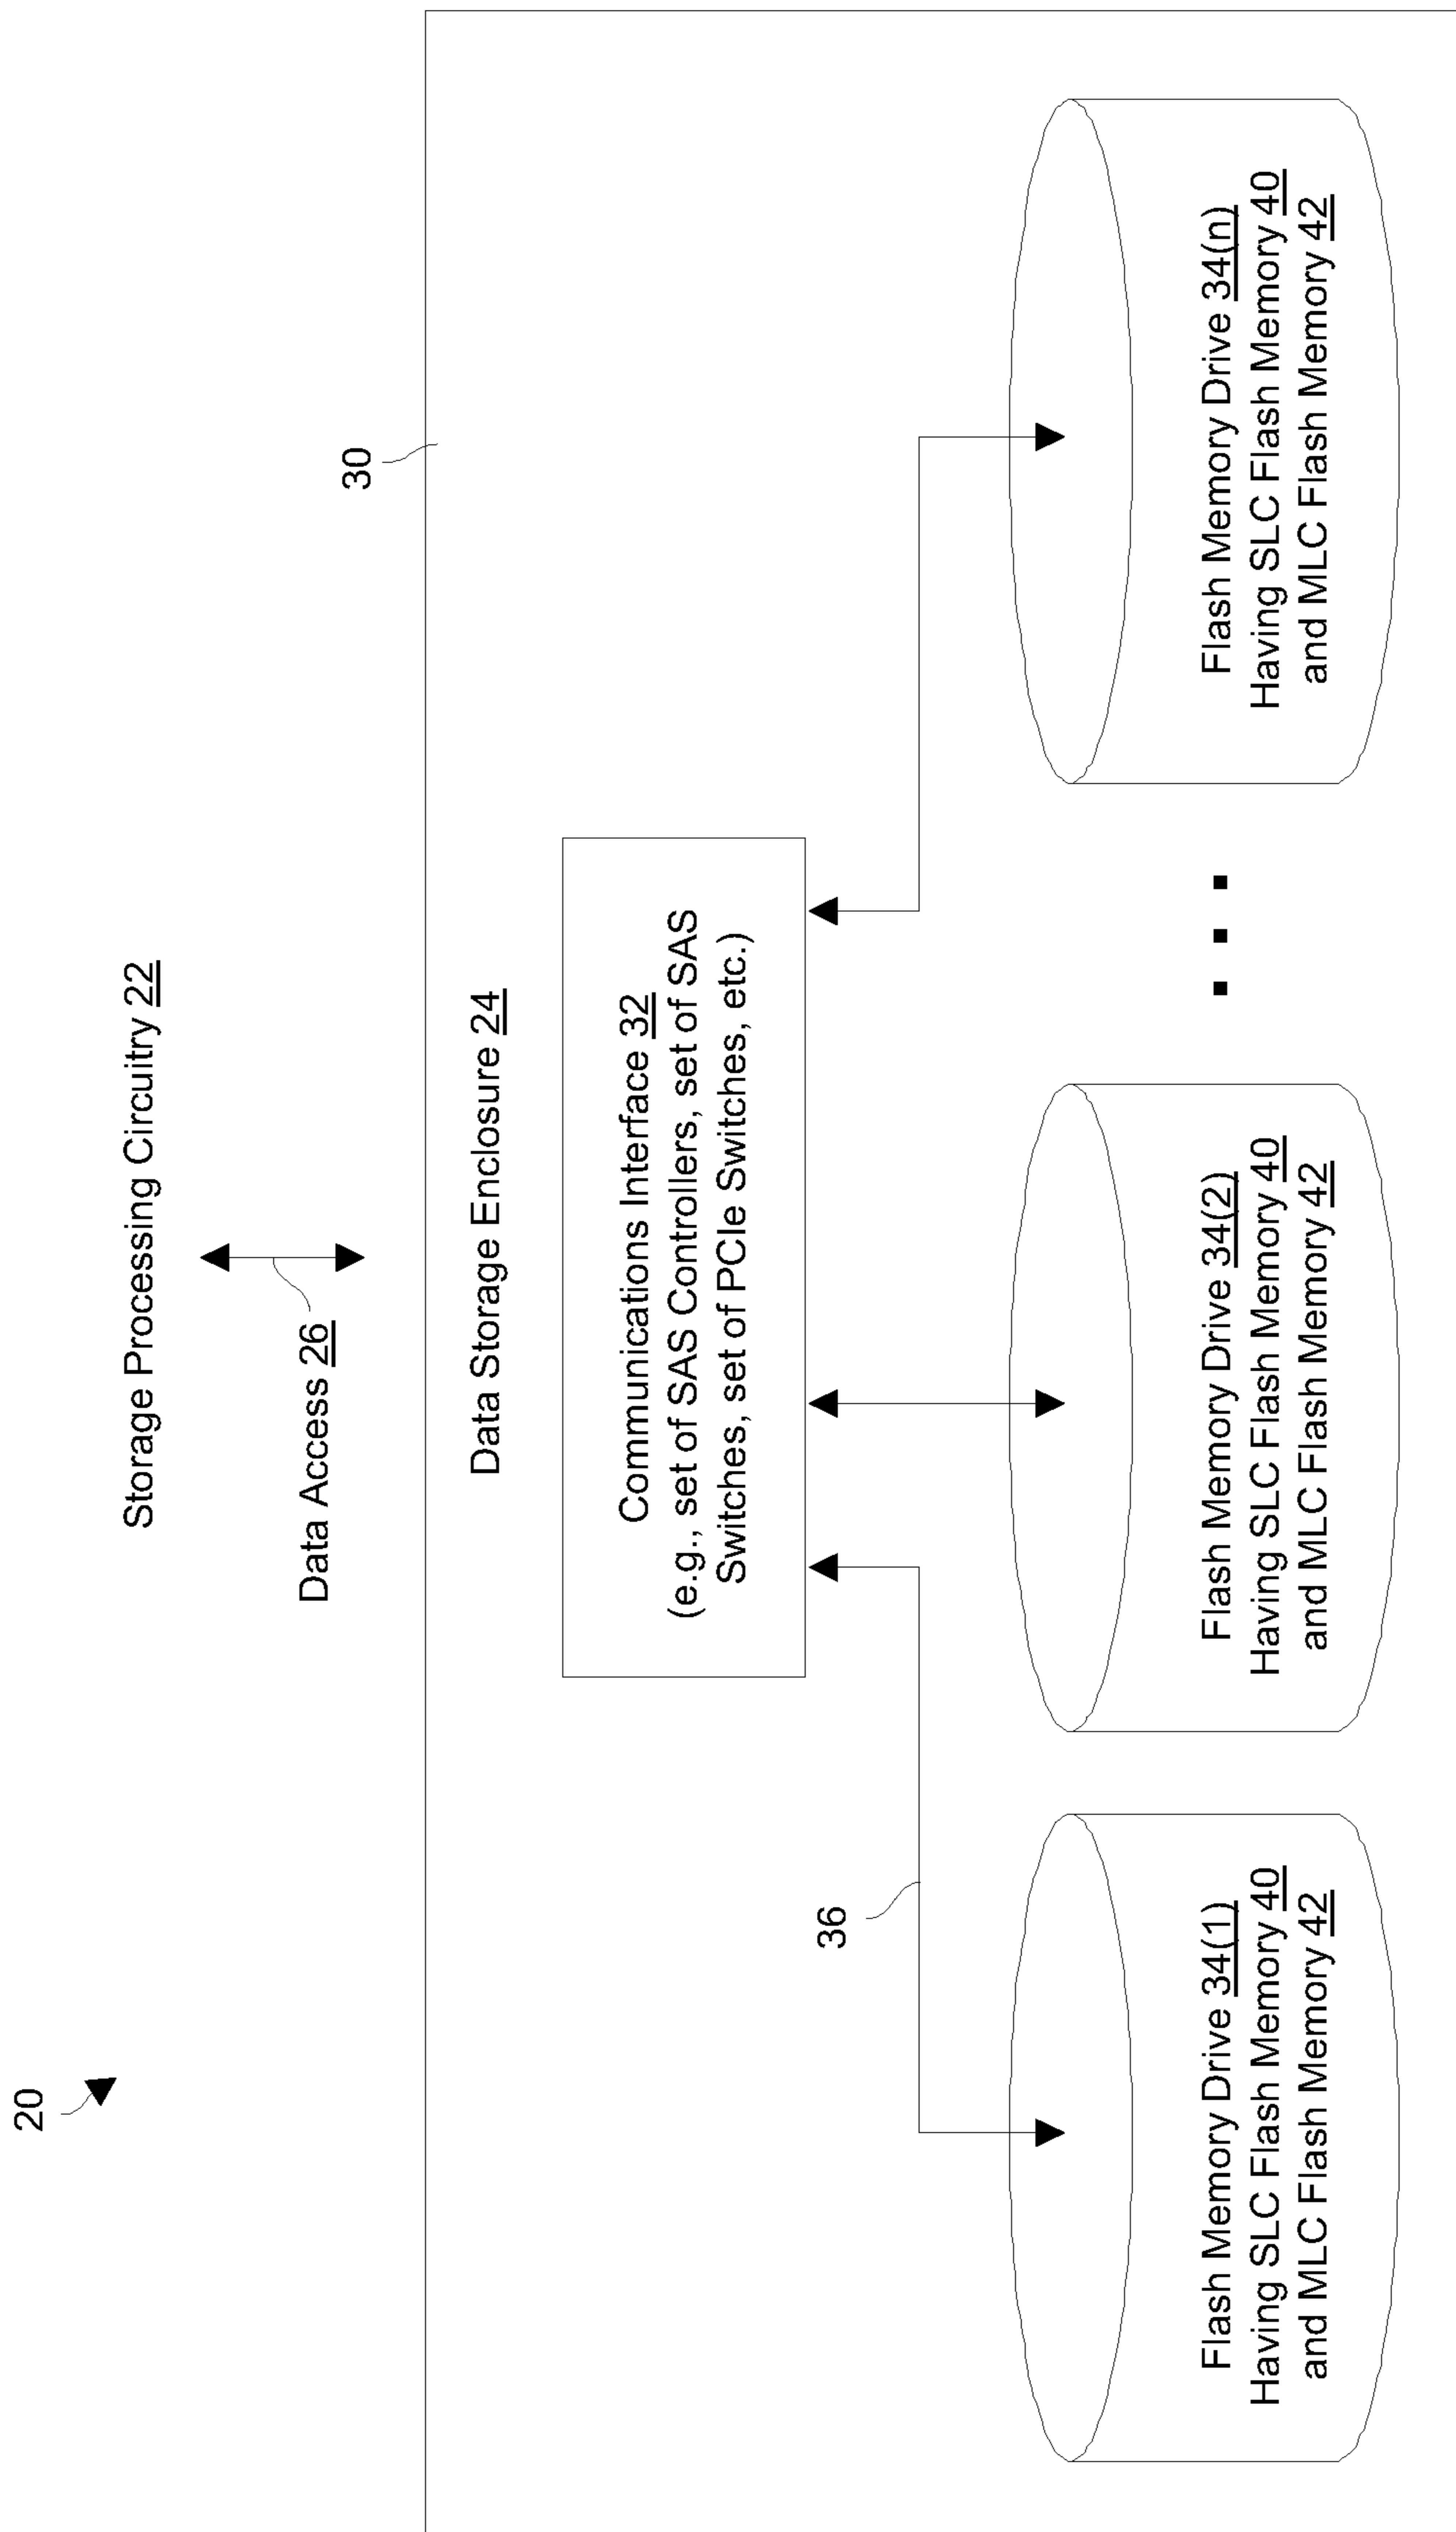 20
Storage Processing Circuitry 22
Data Access 26
30
Data Storage Enclosure 24
Communications Interface 32
(e.g., set of SAS Controllers, set of SAS
Switches, set of PCIe Switches, etc.)
36
Flash Memory Drive 34(1)
Having SLC Flash Memory 40
and MLC Flash Memory 42
Flash Memory Drive 34(2)
Having SLC Flash Memory 40
and MLC Flash Memory 42
Flash Memory Drive 34(n)
Having SLC Flash Memory 40
and MLC Flash Memory 42